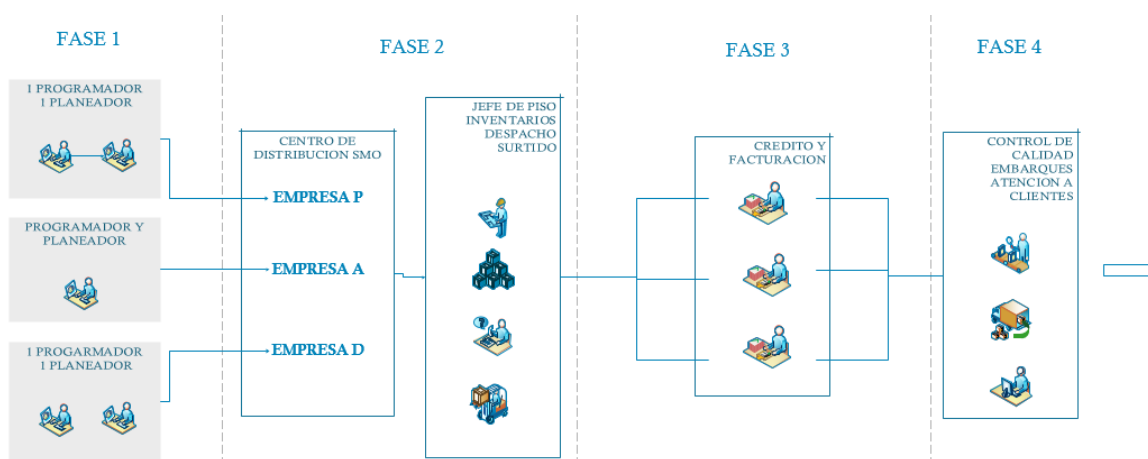 FASE 1
1 PROGRAMADOR
1 PLANEADOR
PROGRAMADOR Y
PLANEADOR
1 PROGARMADOR
1 PLANEADOR
FASE 2
CENTRO DE
DISTRIBUCION SMO
EMPRESA P
EMPRESA A
EMPRESA D
JEFE DE PISO
INVENTARIOS
DESPACHO
SURTIDO
FASE 3
CREDITO Y
FACTURACION
FASE 4
CONTROL DE
CALIDAD
EMBARQUES
ATENCION A
CLIENTES